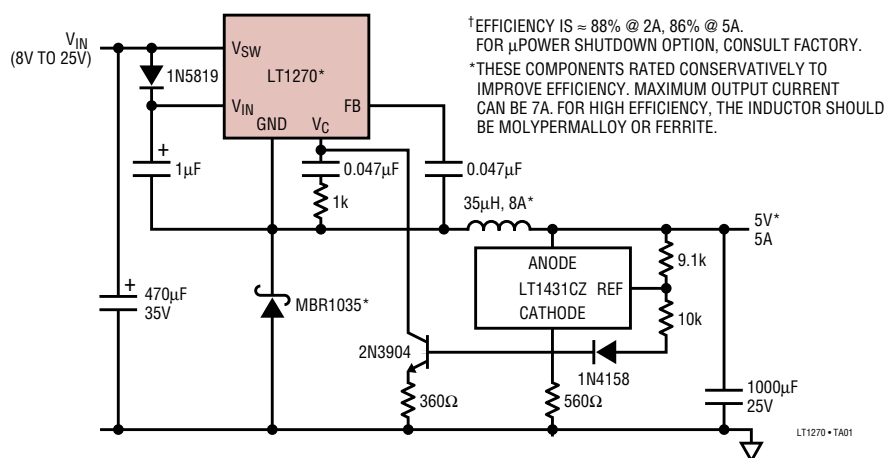 †EFFICIENCY IS ≈ 88% @ 2A, 86% @ 5A.
FOR µPOWER SHUTDOWN OPTION, CONSULT FACTORY.
*THESE COMPONENTS RATED CONSERVATIVELY TO
IMPROVE EFFICIENCY. MAXIMUM OUTPUT CURRENT
CAN BE 7A. FOR HIGH EFFICIENCY, THE INDUCTOR SHOULD
BE MOLYPERMALLOY OR FERRITE.
VIN
(8V TO 25V)
1N5819
VSW
LT1270*
VIN
FB
GND
VC
+
1µF
0.047µF
0.047µF
1k
35µH, 8A*
5V*
5A
ANODE
LT1431CZ REF
CATHODE
9.1k
10k
+
470µF
35V
MBR1035*
2N3904
1N4158
360Ω
560Ω
1000µF
25V
LT1270 • TA01